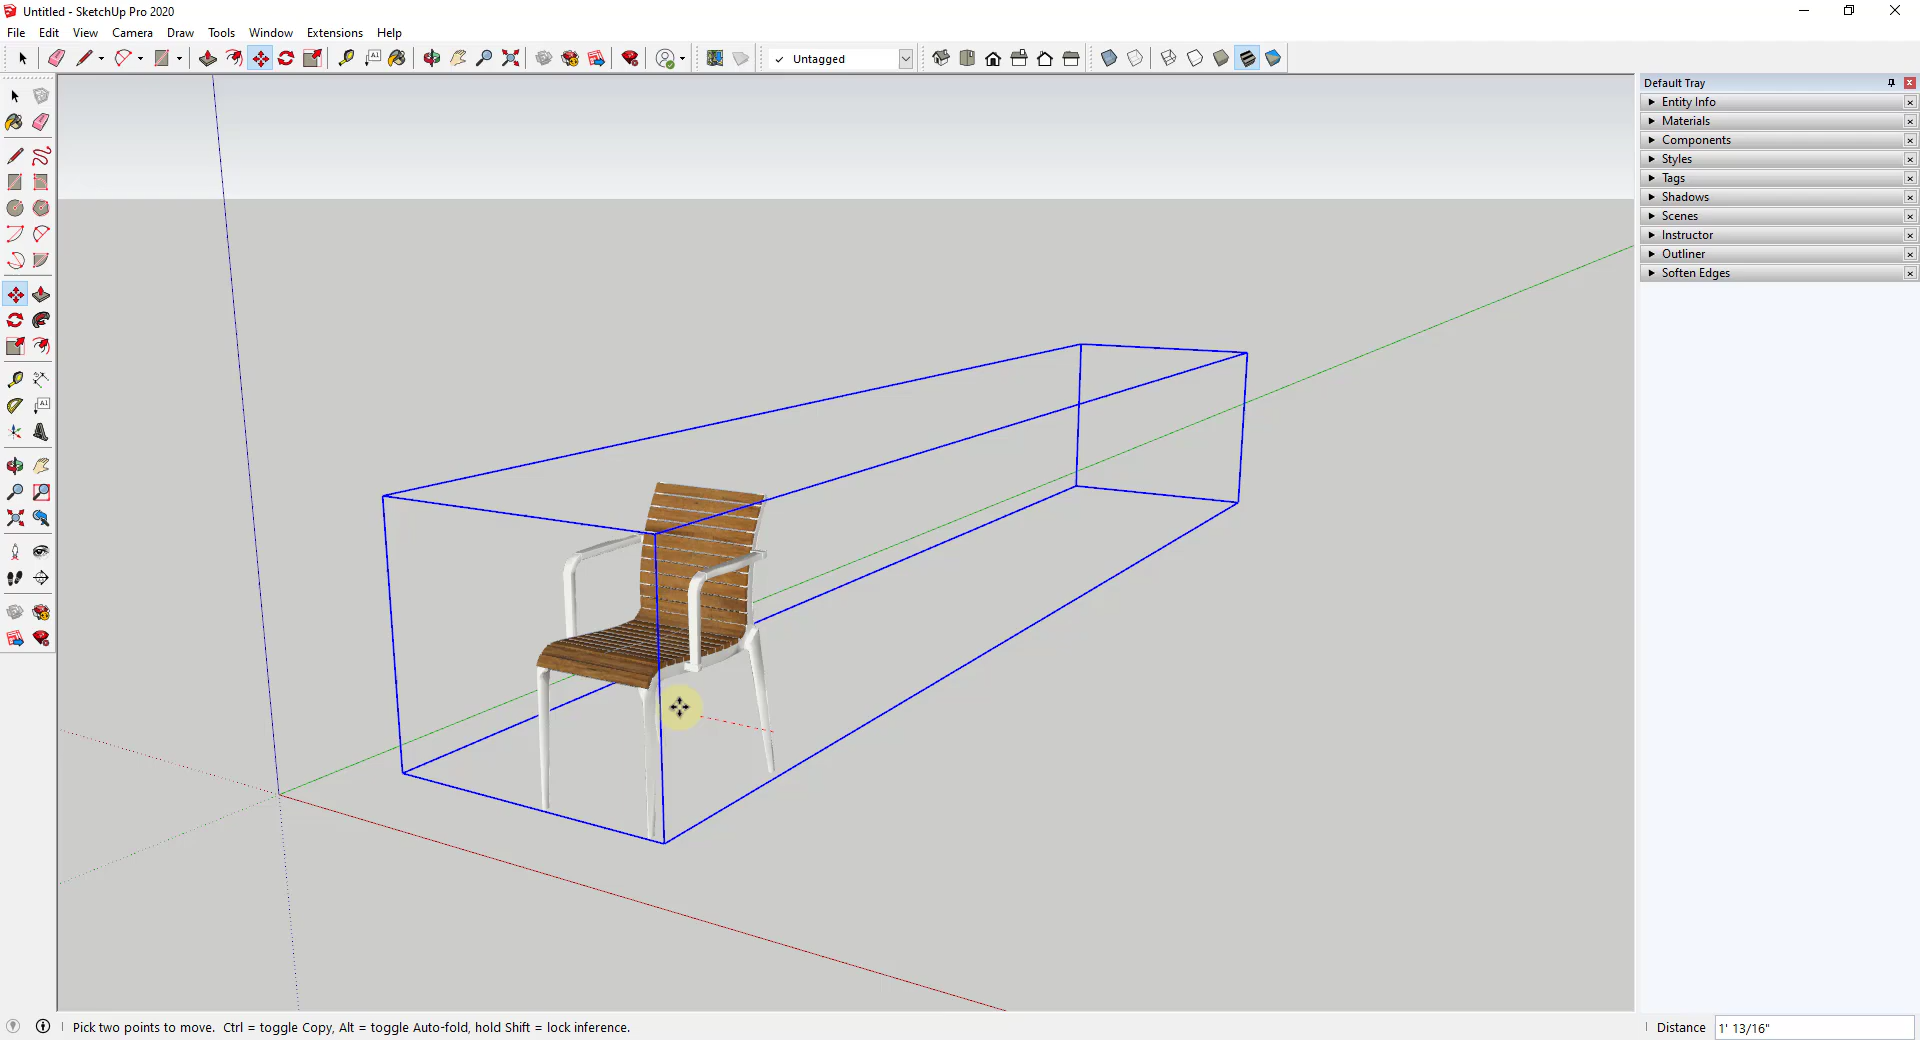 Untitled - SketchUp Pro 2020
File Edit View Camera Draw Tools Window Extensions Help
A1 Untagged
Default Tray
Entity Info
Materials
Components
Styles
Tags
Shadows
Scenes
Instructor
Outliner
Soften Edges
A1
Pick two points to move. Ctrl = toggle Copy, Alt = toggle Auto-fold, hold Shift = lock inference.
Distance 1' 13/16"